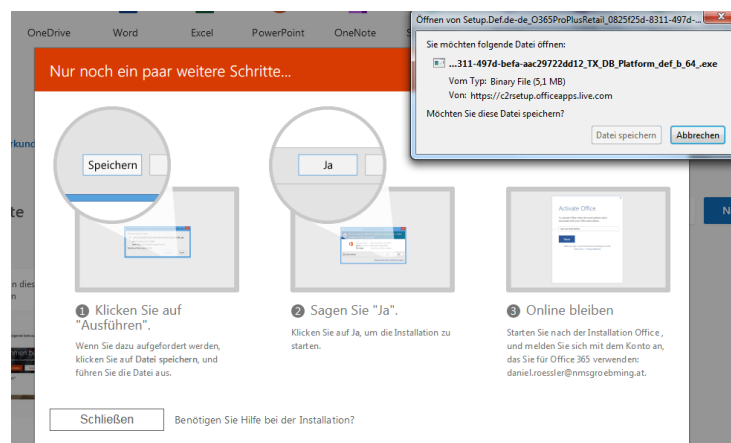 Öffnen von Setup.Def.de-de_O365ProPlusRetail_0825f25d-8311-497d-...
OneDrive Word Excel PowerPoint OneNote S
Sie möchten folgende Datei öffnen:
...311-497d-befa-aac29722dd12_TX_DB_Platform_def_b_64_.exe
Vom Typ: Binary File (5,1 MB)
Von: https://c2rsetup.officeapps.live.com
Möchten Sie diese Datei speichern?
Datei speichern Abbrechen
Nur noch ein paar weitere Schritte...
rkund
Speichern
Ja
te
N
Activate Office
n dies
n
1 Klicken Sie auf
"Ausführen".
Wenn Sie dazu aufgefordert werden,
klicken Sie auf Datei speichern, und
führen Sie die Datei aus.
2 Sagen Sie "Ja".
Klicken Sie auf Ja, um die Installation zu
starten.
3 Online bleiben
Starten Sie nach der Installation Office ,
und melden Sie sich mit dem Konto an,
das Sie für Office 365 verwenden:
daniel.roessler@nmsgroebming.at.
Schließen Benötigen Sie Hilfe bei der Installation?